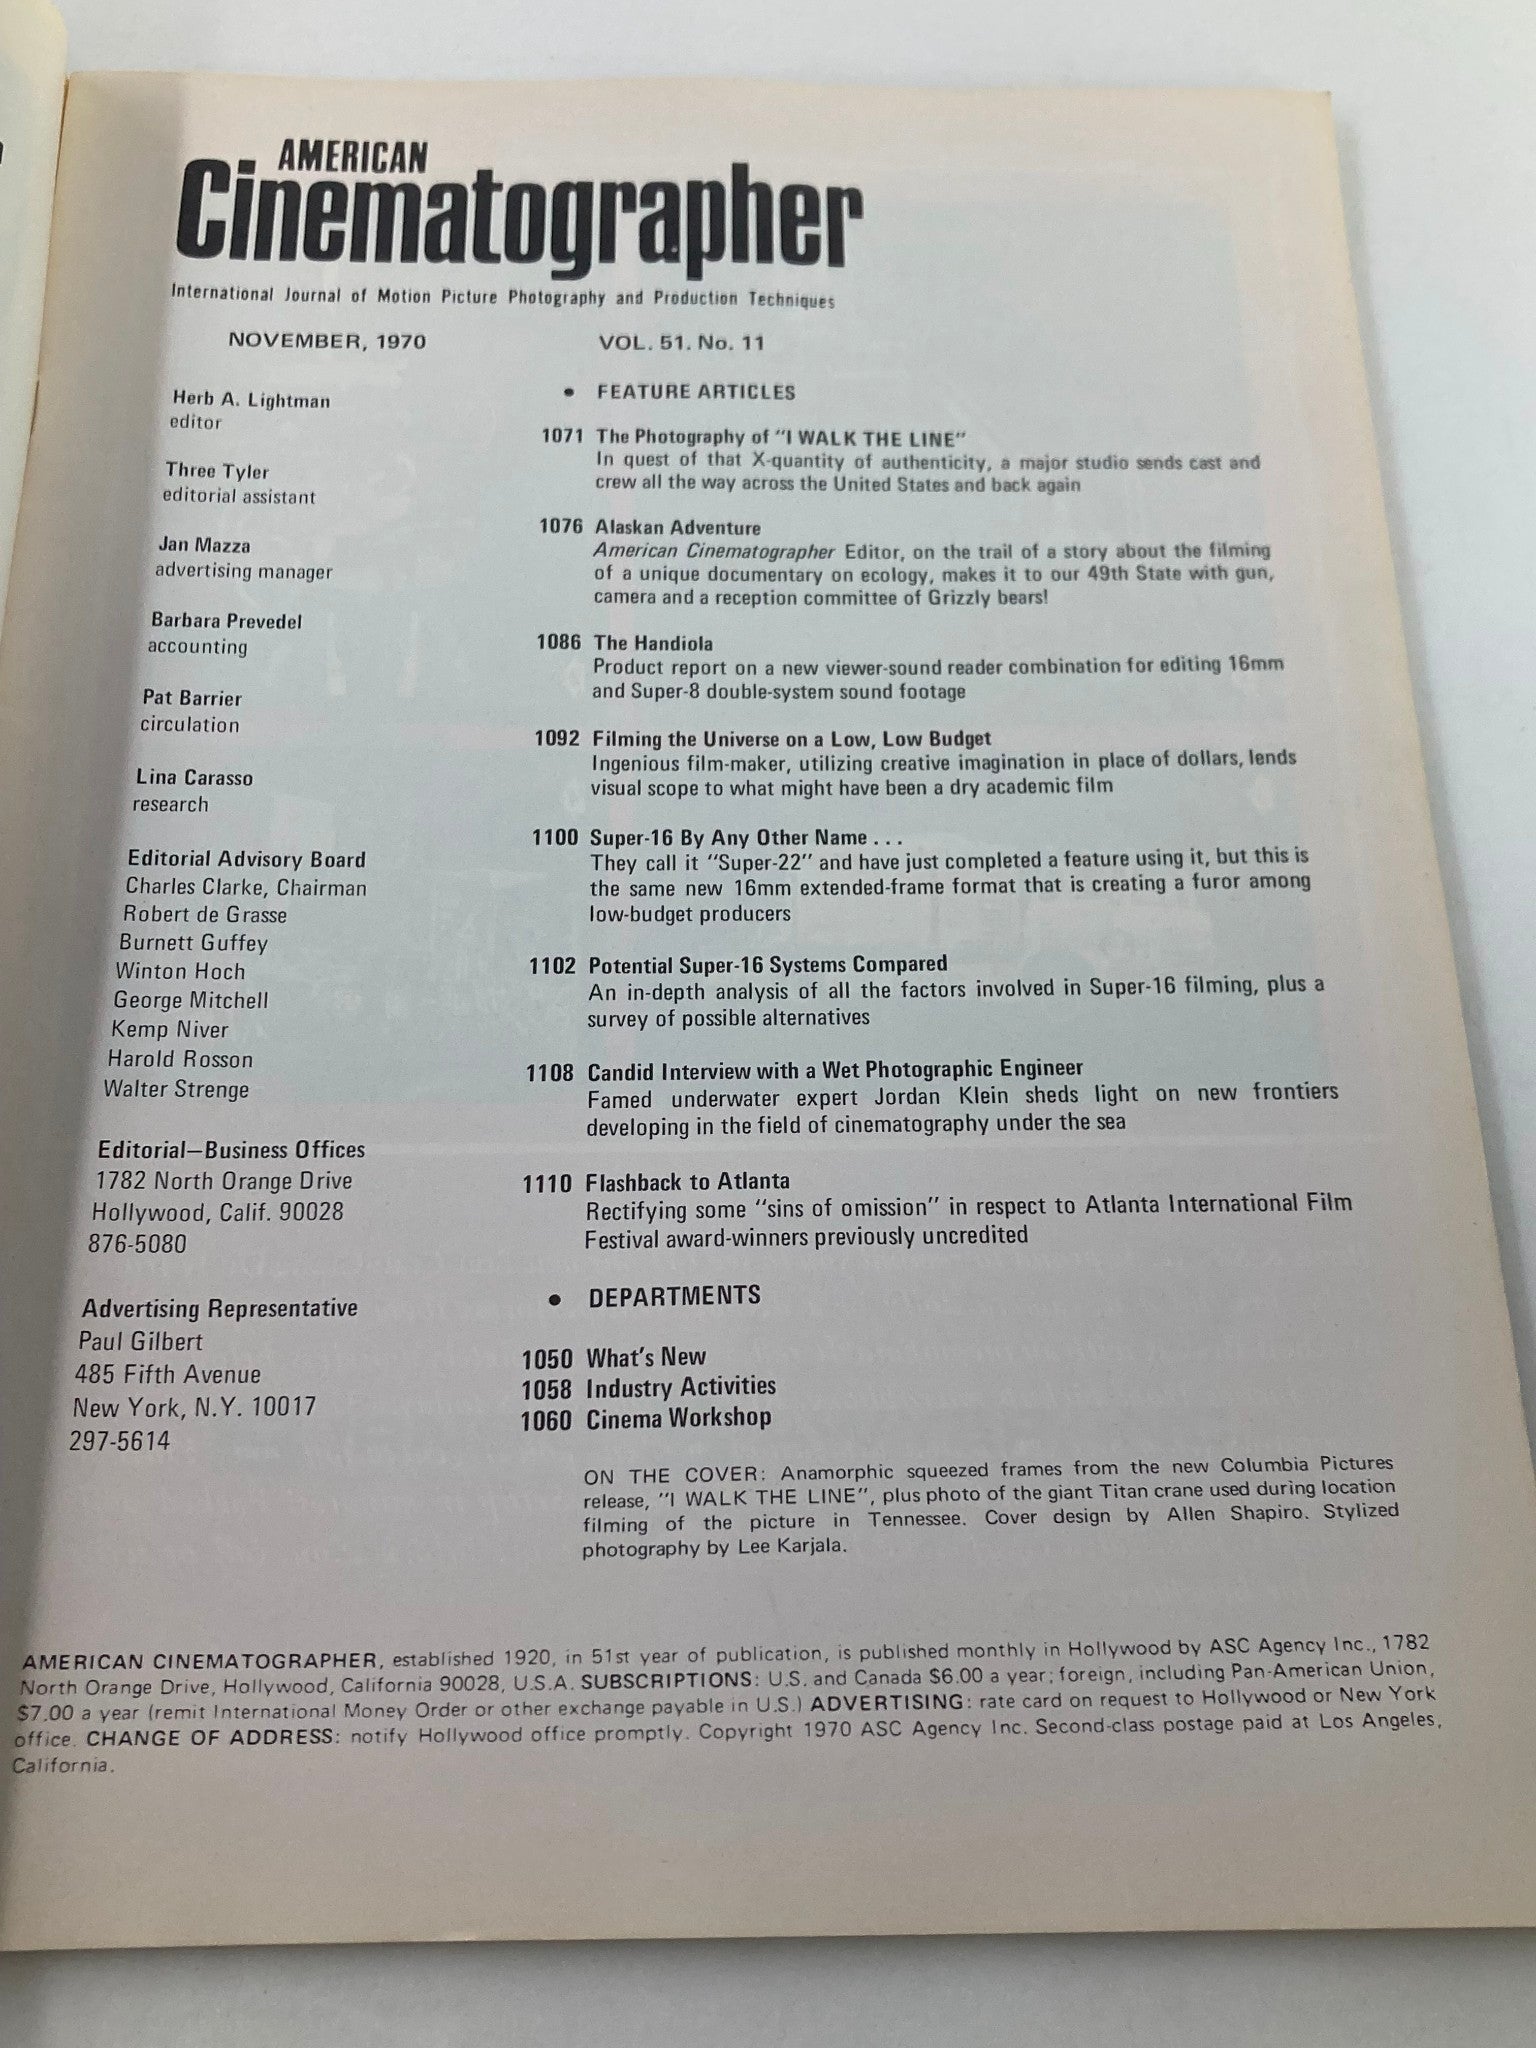 AMERICAN
Cinematographer
International Journal of Motion Picture Photography and Production Techniques
NOVEMBER, 1970
VOL. 51. No. 11
Herb A. Lightman
editor
Three Tyler
editorial assistant
Jan Mazza
advertising manager
Barbara Prevedel
accounting
Pat Barrier
circulation
Lina Carasso
research
Editorial Advisory Board
Charles Clarke, Chairman
Robert de Grasse
Burnett Guffey
Winton Hoch
George Mitchell
Kemp Niver
Harold Rosson
Walter Strenge
Editorial—Business Offices
1782 North Orange Drive
Hollywood, Calif. 90028
876-5080
Advertising Representative
Paul Gilbert
485 Fifth Avenue
New York, N.Y. 10017
297-5614
• FEATURE ARTICLES
1071 The Photography of "I WALK THE LINE"
In quest of that X-quantity of authenticity, a major studio sends cast and
crew all the way across the United States and back again
1076 Alaskan Adventure
American Cinematographer Editor, on the trail of a story about the filming
of a unique documentary on ecology, makes it to our 49th State with gun,
camera and a reception committee of Grizzly bears!
1086 The Handiola
Product report on a new viewer-sound reader combination for editing 16mm
and Super-8 double-system sound footage
1092 Filming the Universe on a Low, Low Budget
Ingenious film-maker, utilizing creative imagination in place of dollars, lends
visual scope to what might have been a dry academic film
1100 Super-16 By Any Other Name . . .
They call it "Super-22" and have just completed a feature using it, but this is
the same new 16mm extended-frame format that is creating a furor among
low-budget producers
1102 Potential Super-16 Systems Compared
An in-depth analysis of all the factors involved in Super-16 filming, plus a
survey of possible alternatives
1108 Candid Interview with a Wet Photographic Engineer
Famed underwater expert Jordan Klein sheds light on new frontiers
developing in the field of cinematography under the sea
1110 Flashback to Atlanta
Rectifying some "sins of omission" in respect to Atlanta International Film
Festival award-winners previously uncredited
• DEPARTMENTS
1050 What's New
1058 Industry Activities
1060 Cinema Workshop
ON THE COVER: Anamorphic squeezed frames from the new Columbia Pictures
release, "I WALK THE LINE", plus photo of the giant Titan crane used during location
filming of the picture in Tennessee. Cover design by Allen Shapiro. Stylized
photography by Lee Karjala.
AMERICAN CINEMATOGRAPHER, established 1920, in 51st year of publication, is published monthly in Hollywood by ASC Agency Inc., 1782
North Orange Drive, Hollywood, California 90028, U.S.A. SUBSCRIPTIONS: U.S. and Canada $6.00 a year; foreign, including Pan-American Union,
$7.00 a year (remit International Money Order or other exchange payable in U.S.) ADVERTISING: rate card on request to Hollywood or New York
office. CHANGE OF ADDRESS: notify Hollywood office promptly. Copyright 1970 ASC Agency Inc. Second-class postage paid at Los Angeles,
California.